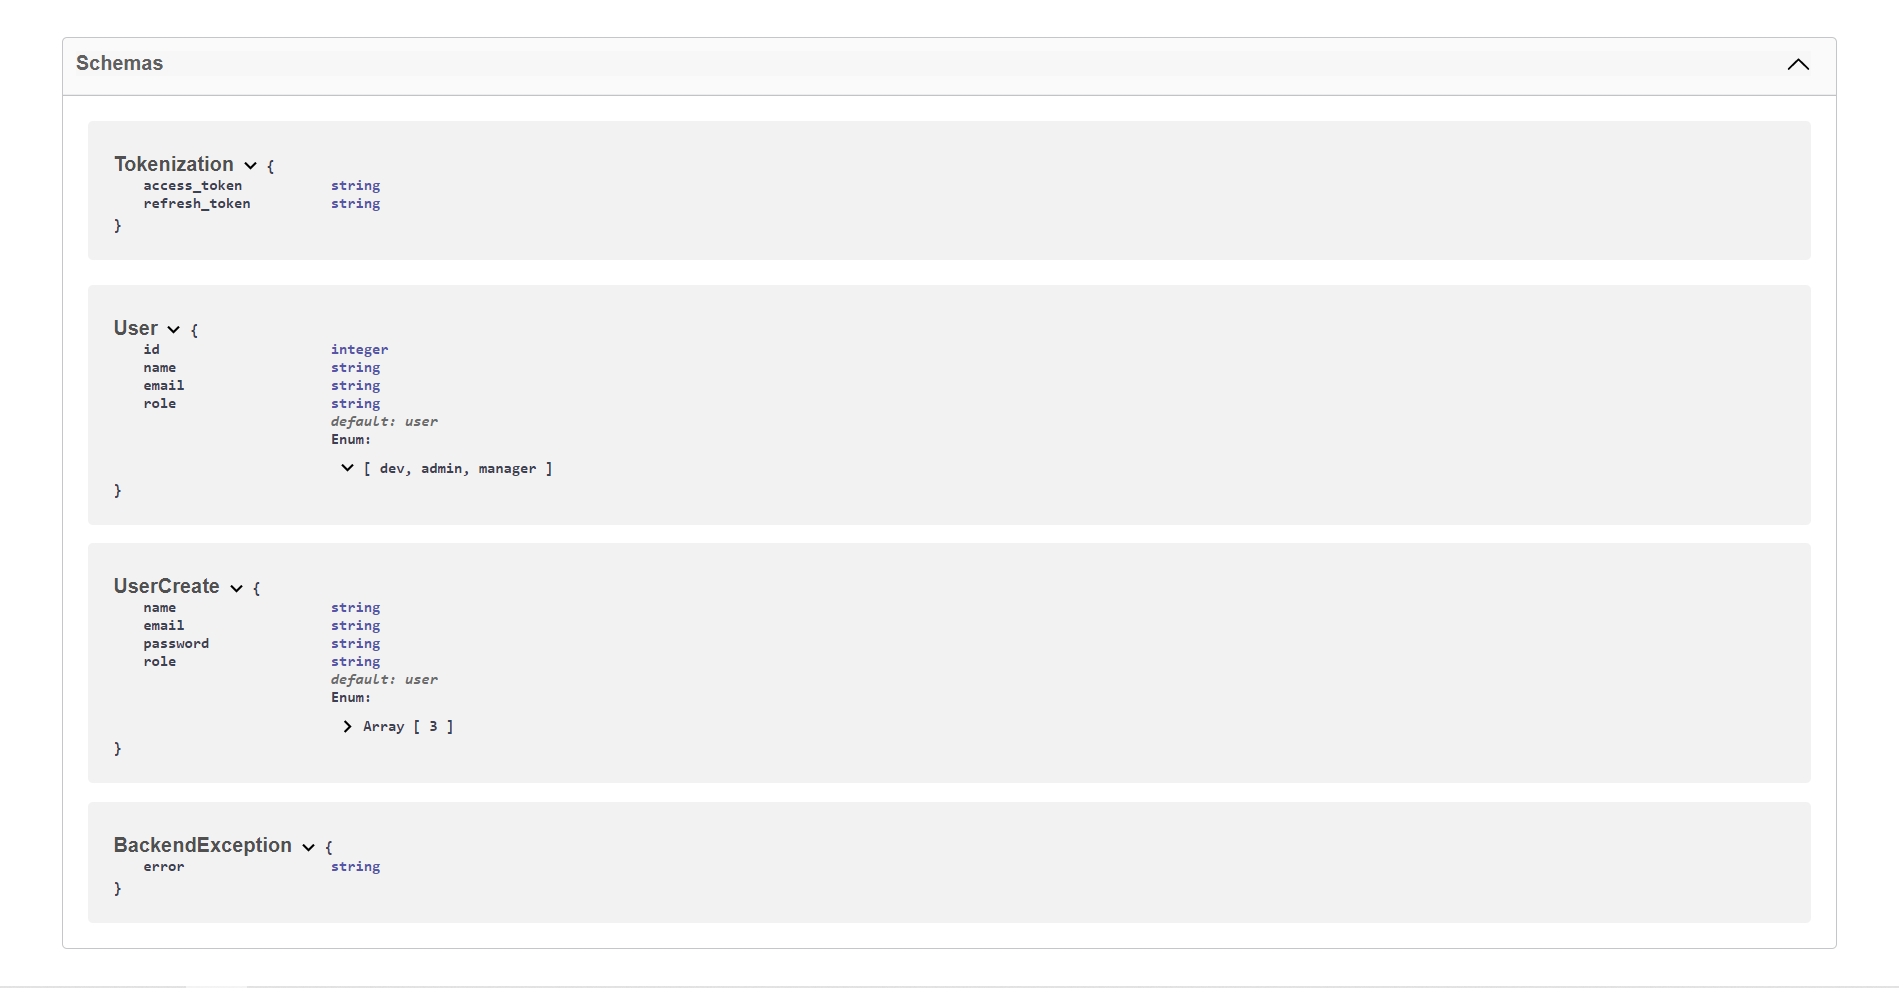 Schemas
Tokenization {
access_token string
refresh_token string
}
User {
id integer
name string
email string
role string
default: user
Enum:
[ dev, admin, manager ]
}
UserCreate {
name string
email string
password string
role string
default: user
Enum:
Array [ 3 ]
}
BackendException {
error string
}